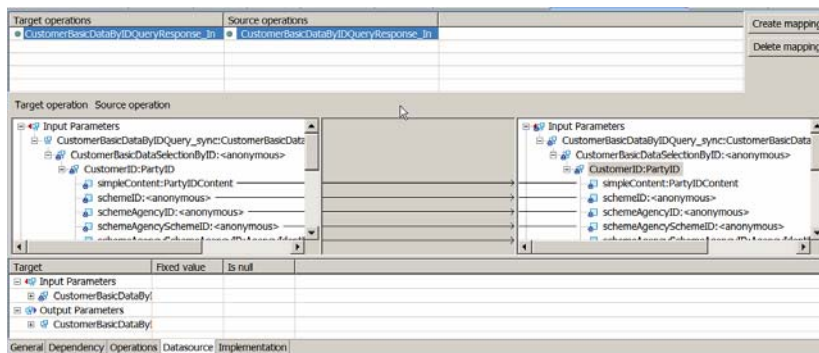 Target operations Source operations
CustomerBasicDataByIDQueryResponse_In CustomerBasicDataByIDQueryResponse_In
Create mapping
Delete mapping
Target operation Source operation
Input Parameters
CustomerBasicDataByIDQuery_sync:CustomerBasicData
CustomerBasicDataSelectionByID:<anonymous>
CustomerID:PartyID
simpleContent:PartyIDContent
schemeID:<anonymous>
schemeAgencyID:<anonymous>
schemeAgencySchemeID:<anonymous>
Input Parameters
CustomerBasicDataByIDQuery_sync:CustomerBasicData
CustomerBasicDataSelectionByID:<anonymous>
CustomerID:PartyID
simpleContent:PartyIDContent
schemeID:<anonymous>
schemeAgencyID:<anonymous>
schemeAgencySchemeID:<anonymous>
Target Fixed value Is null
Input Parameters
CustomerBasicDataByI
Output Parameters
CustomerBasicDataByI
General Dependency Operations Datasource Implementation